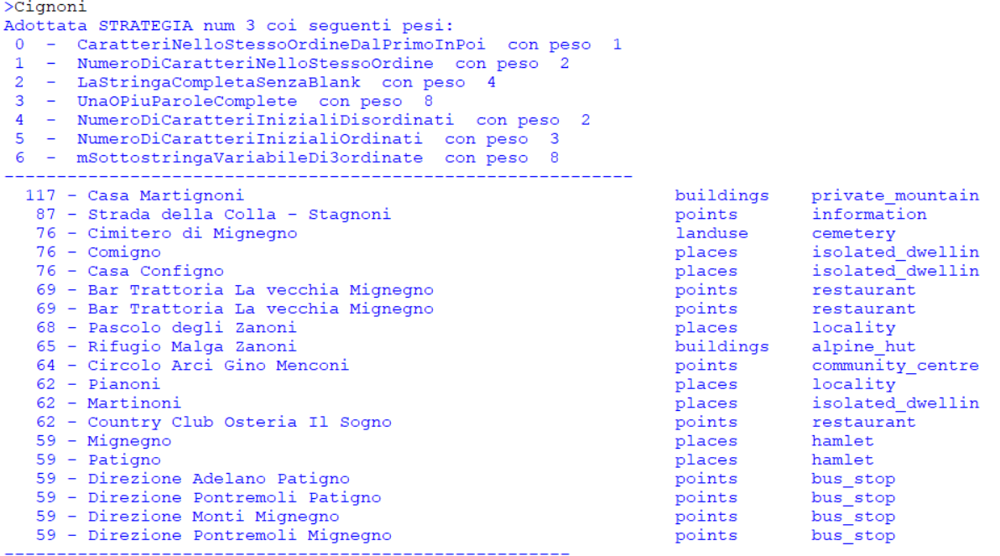 >Cignoni
Adottata STRATEGIA num 3 coi seguenti pesi:
0 - CaratteriNelloStessoOrdineDalPrimoInPoi con peso 1
1 - NumeroDiCaratteriNelloStessoOrdine con peso 2
2 - LaStringaCompletaSenzaBlank con peso 4
3 - UnaOPiuParoleComplete con peso 8
4 - NumeroDiCaratteriInizialiDisordinati con peso 2
5 - NumeroDiCaratteriInizialiOrdinati con peso 3
6 - mSottostringaVariabileDi3ordinate con peso 8
------------------------------------------------------------
117 - Casa Martignoni buildings private_mountain
87 - Strada della Colla - Stagnoni points information
76 - Cimitero di Mignegno landuse cemetery
76 - Comigno places isolated_dwellin
76 - Casa Configno places isolated_dwellin
69 - Bar Trattoria La vecchia Mignegno points restaurant
69 - Bar Trattoria La vecchia Mignegno points restaurant
68 - Pascolo degli Zanoni places locality
65 - Rifugio Malga Zanoni buildings alpine_hut
64 - Circolo Arci Gino Menconi points community_centre
62 - Pianoni places locality
62 - Martinoni places isolated_dwellin
62 - Country Club Osteria Il Sogno points restaurant
59 - Mignegno places hamlet
59 - Patigno places hamlet
59 - Direzione Adelano Patigno points bus_stop
59 - Direzione Pontremoli Patigno points bus_stop
59 - Direzione Monti Mignegno points bus_stop
59 - Direzione Pontremoli Mignegno points bus_stop
------------------------------------------------------